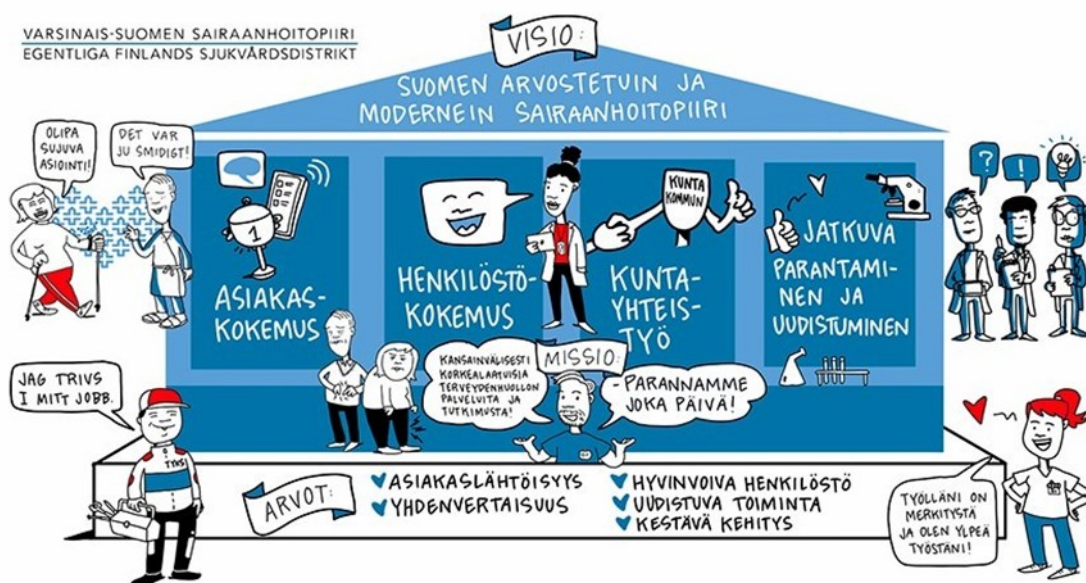 VARSINAIS-SUOMEN SAIRAANHOITOPIIRI
EGENTLIGA FINLANDS SJUKVÅRDSDISTRIKT
VISIO:
SUOMEN ARVOSTETUIN JA
MODERNEIN SAIRAANHOITOPIIRI
OLIPA
SUJUVA
ASIOINTI!
DET VAR
JU SMIDIGT!
1
ASIAKAS-
KOKEMUS
HENKILÖSTÖ-
KOKEMUS
KUNTA
KOMMUN
KUNTA-
YHTEIS-
TYÖ
JATKUVA
PARANTAMI-
NEN JA
UUDISTUMINEN
?
!
MISSIO:
KANSAINVÄLISESTI
KORKEALAATUISIA
TERVEYDENHUOLLON
PALVELUITA JA
TUTKIMUSTA!
-PARANNAMME
JOKA PÄIVÄ!
JAG TRIVS
I MITT JOBB.
TYKS
ARVOT:
ASIAKASLÄHTÖISYYS
YHDENVERTAISUUS
HYVINVOIVA HENKILÖSTÖ
UUDISTUVA TOIMINTA
KESTÄVÄ KEHITYS
TYÖLLÄNI ON
MERKITYSTÄ
JA OLEN YLPEÄ
TYÖSTÄNI!